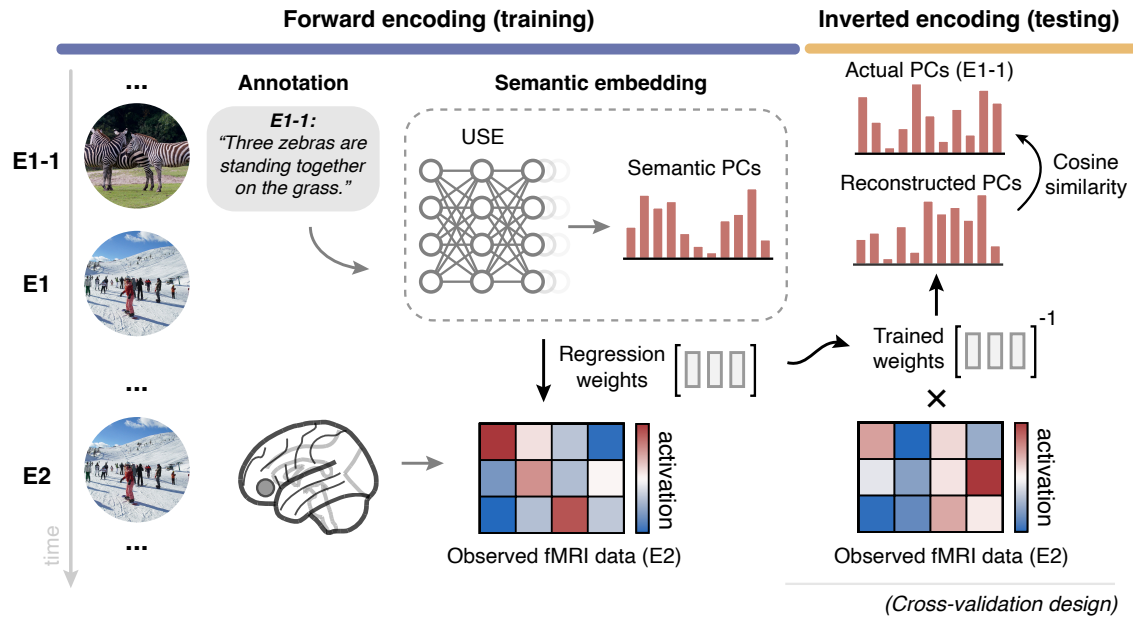 Forward encoding (training)
Inverted encoding (testing)
...
Annotation
Semantic embedding
Actual PCs (E1-1)
E1-1
E1-1:
“Three zebras are
standing together
on the grass.”
USE
Semantic PCs
Cosine
similarity
Reconstructed PCs
E1
Regression
weights
Trained
weights
-1
...
×
E2
activation
activation
...
time
Observed fMRI data (E2)
Observed fMRI data (E2)
(Cross-validation design)